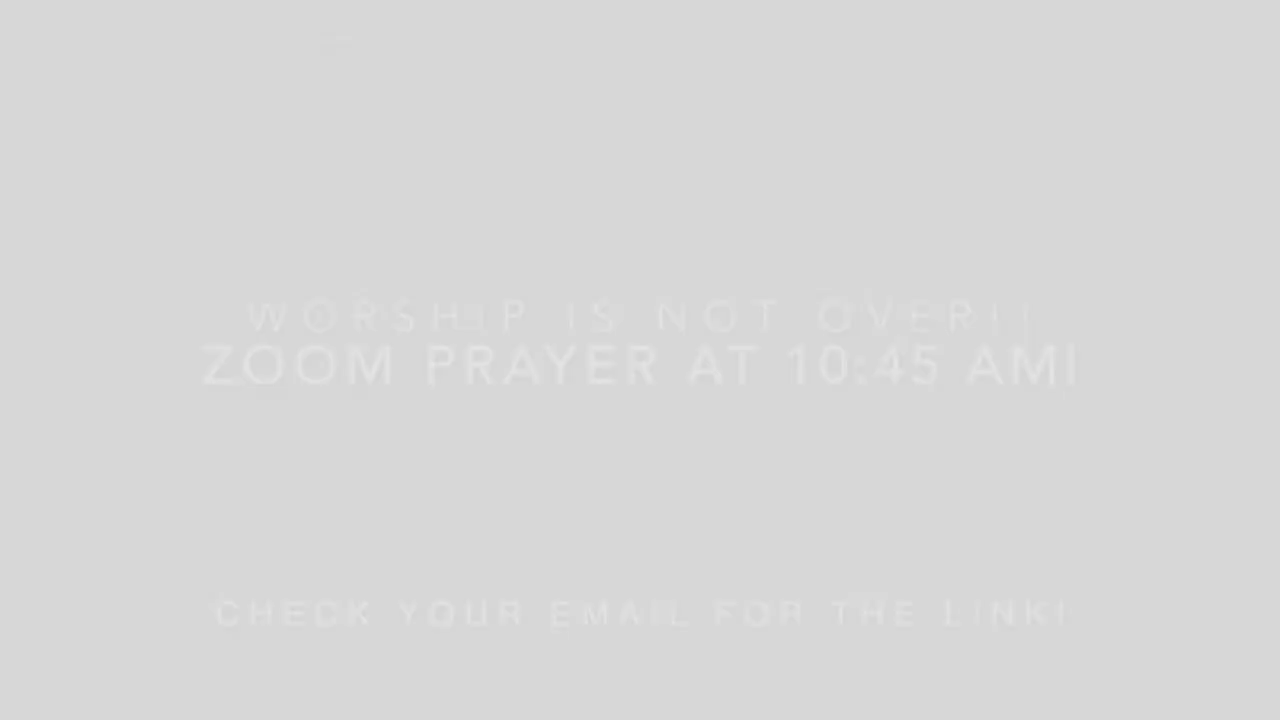 WORSHIP IS NOT OVER!!
ZOOM PRAYER AT 10:45 AM!
CHECK YOUR EMAIL FOR THE LINK!